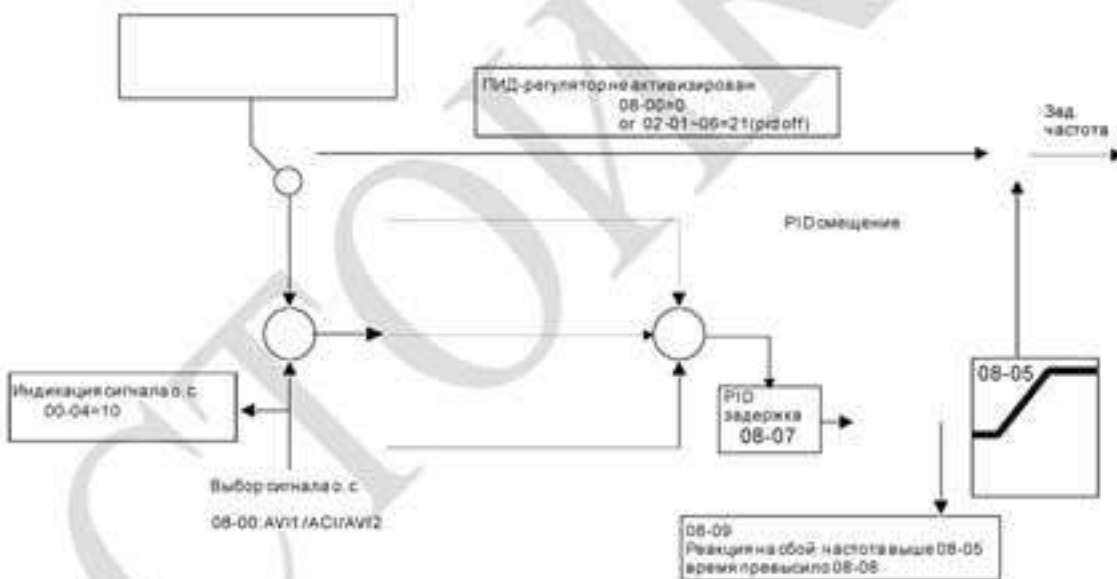 ПИД-регулятор не активизирован
08-00=0
or 02-01~06=21(pid off)
Зад.
частота
PID смещение
08-05
Индикация сигнала о. с
00-04=10
PID
задержка
08-07
Выбор сигнала о. с
08-00: AVI1 /ACI/AVI2
08-09
Реакция на сбой частота выше 08-05
время превысило 08-08
СТОИК